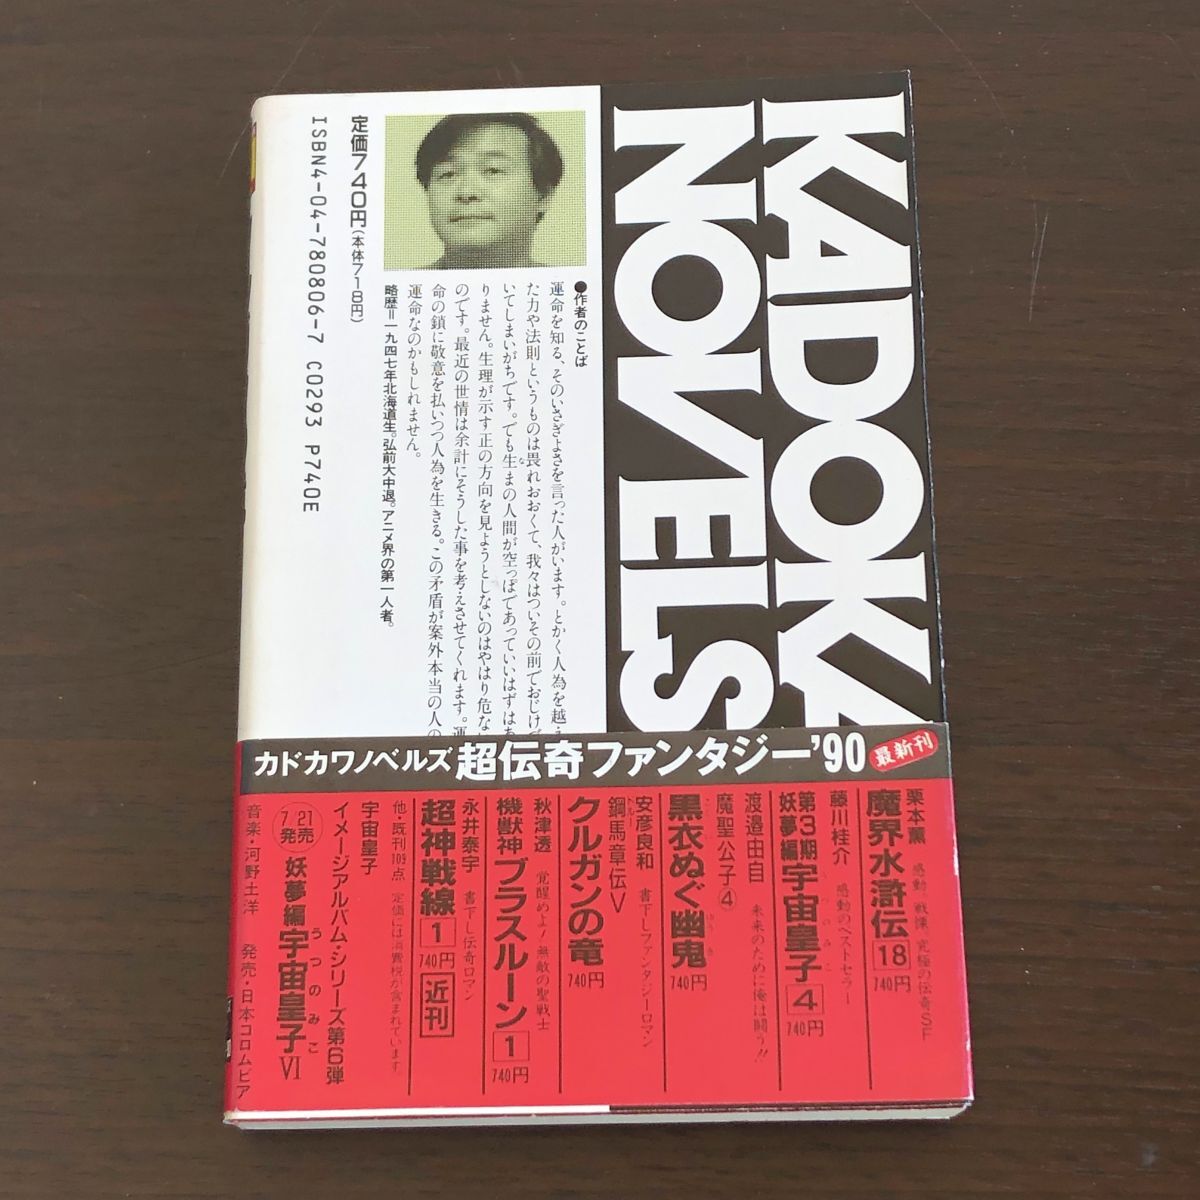 KADOKA
NOVELS
●作者のことば
運命を知る、そのいさぎよさを言った人がいます。とかく人為を越え
た力や法則というものは畏れおおくて、我々はついその前でおじけづ
いてしまいがちです。でも生まの人間が空っぽであっていいはずはあ
りません。生理が示す正の方向を見ようとしないのはやはり危な
のです。最近の世情は余計にそうした事を考えさせてくれます。運
命の鎖に敬意を払いつつ人為を生きる。この矛盾が案外本当の人の
運命なのかもしれません。
略歴=一九四七年北海道生。弘前大中退。アニメ界の第一人者。
定価740円(本体718円)
ISBN4-04-780806-7 C0293 P740E
カドカワノベルズ 超伝奇ファンタジー'90 最新刊
栗本薫 感動、戦慄、究極の伝奇SF
魔界水滸伝 18 740円
藤川桂介 感動のベストセラー
第3期 妖夢編 宇宙皇子 4 740円
うつのみこ
渡邉由自 未来のために俺は闘う!!
魔聖公子④
黒衣ぬぐ幽鬼 740円
安彦良和 書下しファンタジーロマン
鋼馬章伝V
クルガンの竜 740円
秋津透 覚醒めよ!無敵の聖戦士
機獣神ブラスルーン 1 740円
永井泰宇 書下し伝奇ロマン
超神戦線 1 740円 近刊
他・既刊109点 定価には消費税が含まれています。
宇宙皇子
イメージアルバム・シリーズ第6弾
7/21発売 妖夢編 宇宙皇子VI
うつのみこ
音楽・河野土洋 発売・日本コロムビア